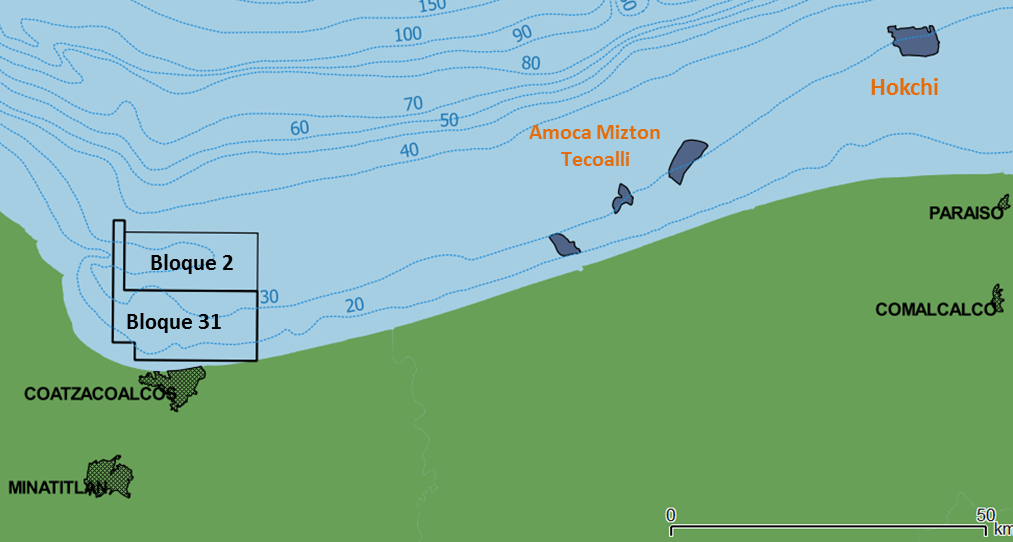 150
100
90
80
Hokchi
70
50
60
40
Amoca Mizton
Tecoalli
PARAISO
Bloque 2
30
20
COMALCALCO
Bloque 31
COATZACOALCOS
MINATITLAN
0
50
km